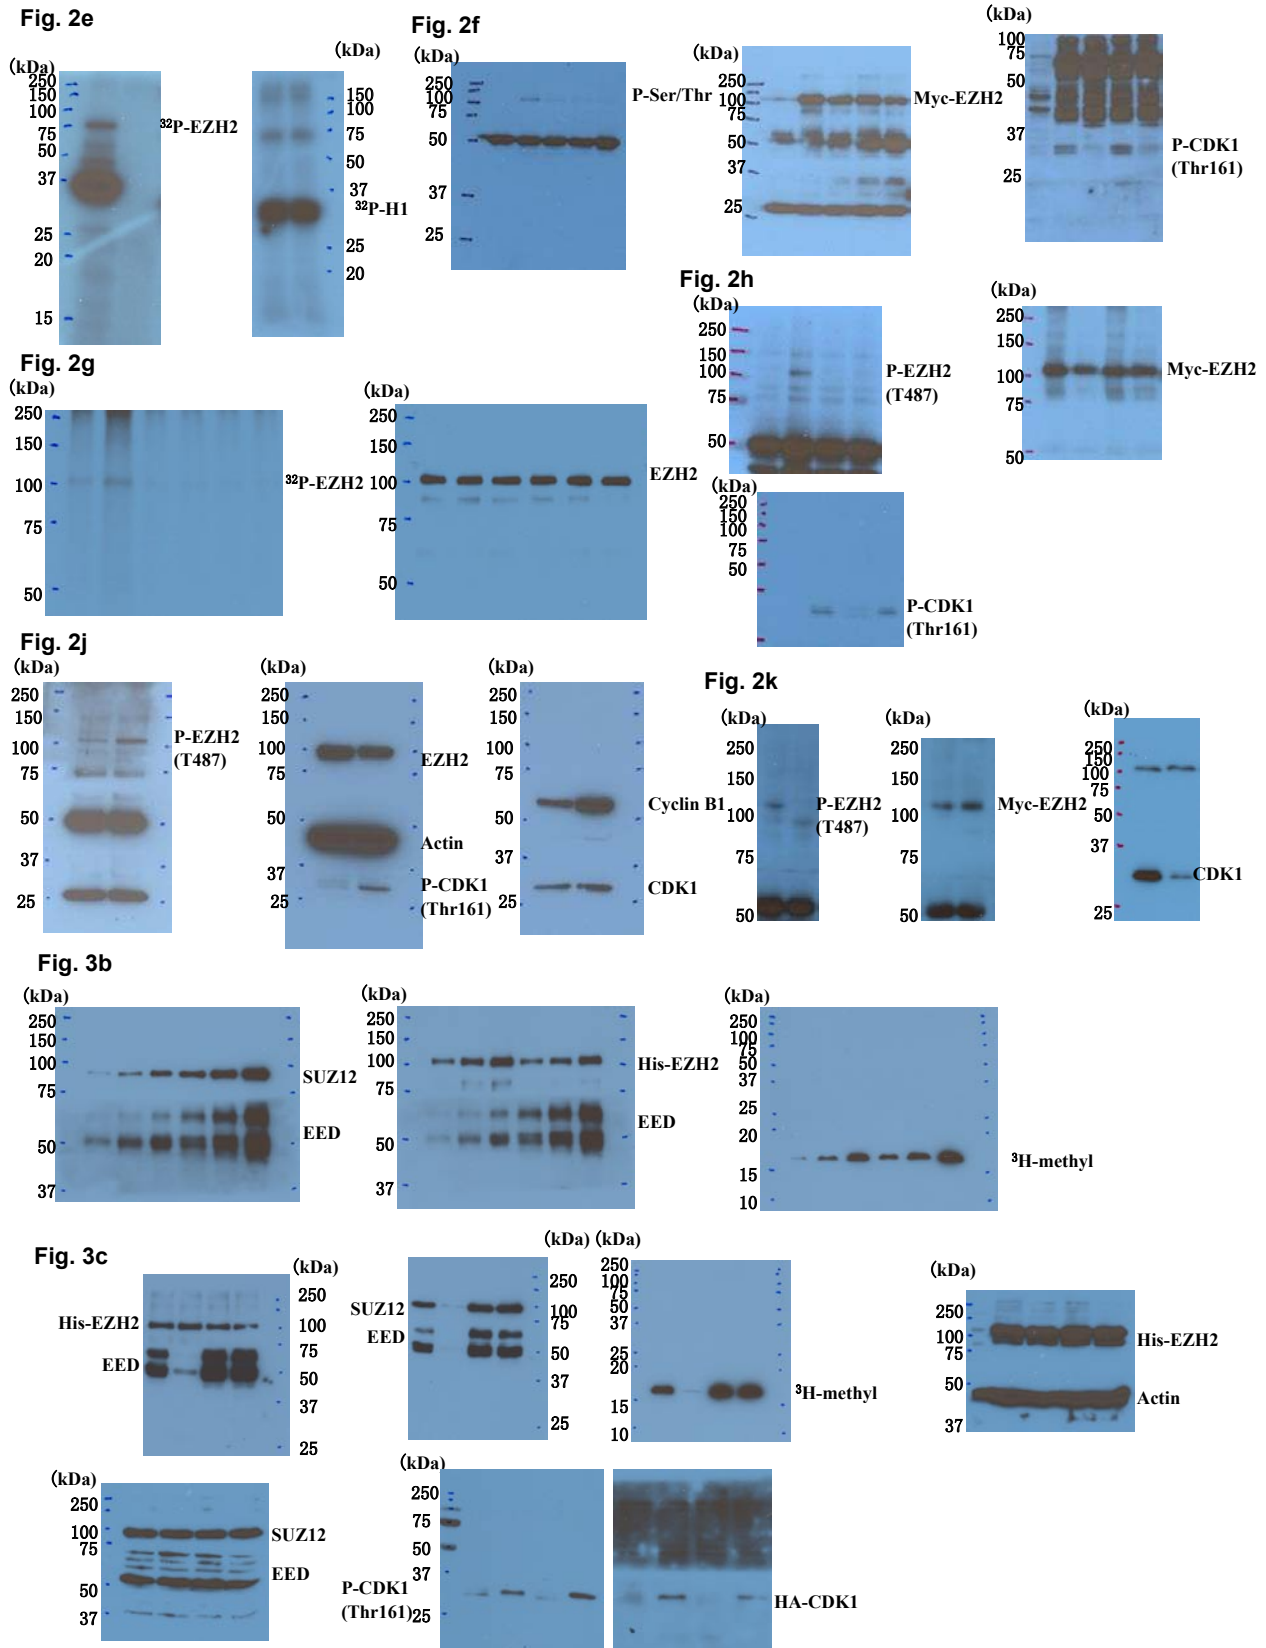 Fig. 2e
(kDa)
250
150
100
75
50
37
25
20
15
³²P-EZH2
(kDa)
150
100
75
50
37
25
20
³²P-H1
Fig. 2f
(kDa)
250
100
75
50
37
25
P-Ser/Thr
250
100
75
50
37
25
Myc-EZH2
(kDa)
100
75
50
37
25
P-CDK1
(Thr161)
Fig. 2g
(kDa)
250
150
100
75
50
³²P-EZH2
(kDa)
250
150
100
75
50
EZH2
Fig. 2h
(kDa)
250
150
100
75
50
P-EZH2
(T487)
(kDa)
250
150
100
75
50
Myc-EZH2
(kDa)
250
150
100
75
50
P-CDK1
(Thr161)
Fig. 2j
(kDa)
250
150
100
75
50
37
25
P-EZH2
(T487)
(kDa)
250
150
100
75
50
37
25
EZH2
Actin
P-CDK1
(Thr161)
(kDa)
250
150
100
75
50
37
25
Cyclin B1
CDK1
Fig. 2k
(kDa)
250
150
100
75
50
P-EZH2
(T487)
(kDa)
250
150
100
75
50
Myc-EZH2
(kDa)
250
150
100
75
50
37
25
CDK1
Fig. 3b
(kDa)
250
150
100
75
50
37
SUZ12
EED
(kDa)
250
150
100
75
50
37
His-EZH2
EED
(kDa)
250
100
75
50
37
25
20
15
10
³H-methyl
Fig. 3c
His-EZH2
EED
(kDa)
250
100
75
50
37
25
SUZ12
EED
(kDa)
250
100
75
50
37
25
(kDa)
250
100
75
50
37
25
20
15
10
³H-methyl
(kDa)
250
100
75
50
37
His-EZH2
Actin
(kDa)
250
100
75
50
37
SUZ12
EED
(kDa)
250
75
50
37
25
P-CDK1
(Thr161)
HA-CDK1